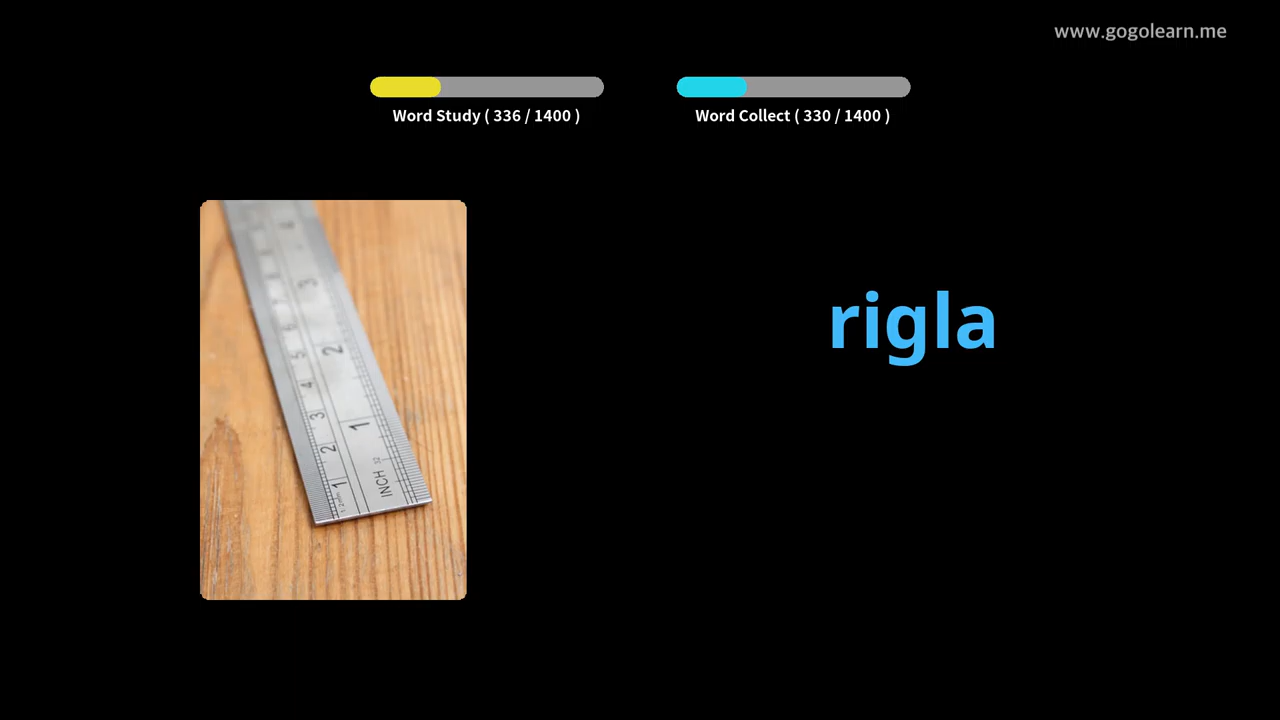 www.gogolearn.me
Word Study ( 336 / 1400 )
Word Collect ( 330 / 1400 )
rigla
3
2
1
INCH 32
5
4
3
2
1